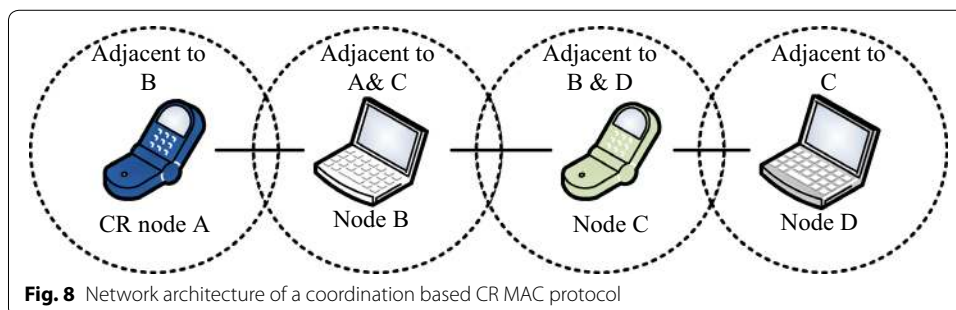 Adjacent to
B
Adjacent to
A& C
Adjacent to
B & D
Adjacent to
C
CR node A
Node B
Node C
Node D
Fig. 8 Network architecture of a coordination based CR MAC protocol